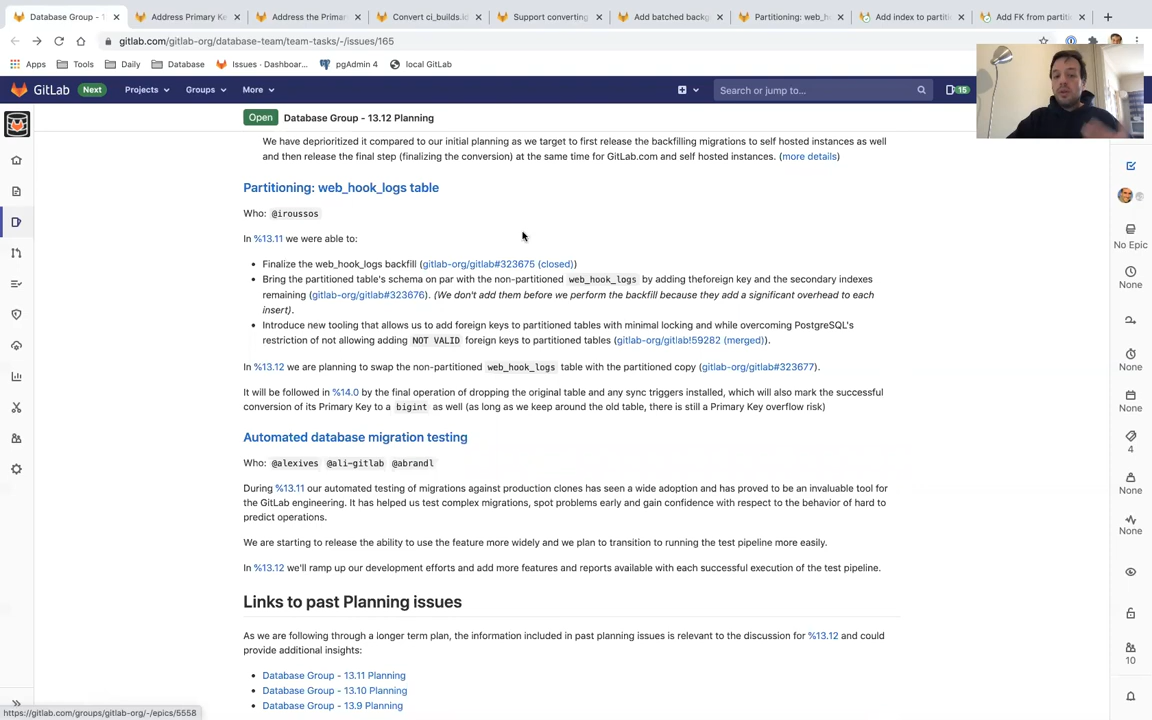 Database Group - 1
Address Primary Ke
Address the Primar
Convert ci_builds.id
Support converting
Add batched backg
Partitioning: web_ho
Add index to partiti
Add FK from partiti
gitlab.com/gitlab-org/database-team/team-tasks/-/issues/165
Apps
Tools
Daily
Database
Issues · Dashboar...
pgAdmin 4
local GitLab
GitLab
Next
Projects
Groups
More
Search or jump to...
15
Open
Database Group - 13.12 Planning
We have deprioritized it compared to our initial planning as we target to first release the backfilling migrations to self hosted instances as well
and then release the final step (finalizing the conversion) at the same time for GitLab.com and self hosted instances. (more details)
Partitioning: web_hook_logs table
Who: @iroussos
In %13.11 we were able to:
• Finalize the web_hook_logs backfill (gitlab-org/gitlab#323675 (closed))
• Bring the partitioned table's schema on par with the non-partitioned web_hook_logs by adding theforeign key and the secondary indexes
remaining (gitlab-org/gitlab#323676). (We don't add them before we perform the backfill because they add a significant overhead to each
insert).
• Introduce new tooling that allows us to add foreign keys to partitioned tables with minimal locking and while overcoming PostgreSQL's
restriction of not allowing adding NOT VALID foreign keys to partitioned tables (gitlab-org/gitlab!59282 (merged)).
In %13.12 we are planning to swap the non-partitioned web_hook_logs table with the partitioned copy (gitlab-org/gitlab#323677).
It will be followed in %14.0 by the final operation of dropping the original table and any sync triggers installed, which will also mark the successful
conversion of its Primary Key to a bigint as well (as long as we keep around the old table, there is still a Primary Key overflow risk)
Automated database migration testing
Who: @alexives @ali-gitlab @abrandl
During %13.11 our automated testing of migrations against production clones has seen a wide adoption and has proved to be an invaluable tool for
the GitLab engineering. It has helped us test complex migrations, spot problems early and gain confidence with respect to the behavior of hard to
predict operations.
We are starting to release the ability to use the feature more widely and we plan to transition to running the test pipeline more easily.
In %13.12 we'll ramp up our development efforts and add more features and reports available with each successful execution of the test pipeline.
Links to past Planning issues
As we are following through a longer term plan, the information included in past planning issues is relevant to the discussion for %13.12 and could
provide additional insights:
• Database Group - 13.11 Planning
• Database Group - 13.10 Planning
• Database Group - 13.9 Planning
No Epic
None
None
None
4
None
None
10
https://gitlab.com/groups/gitlab-org/-/epics/5558